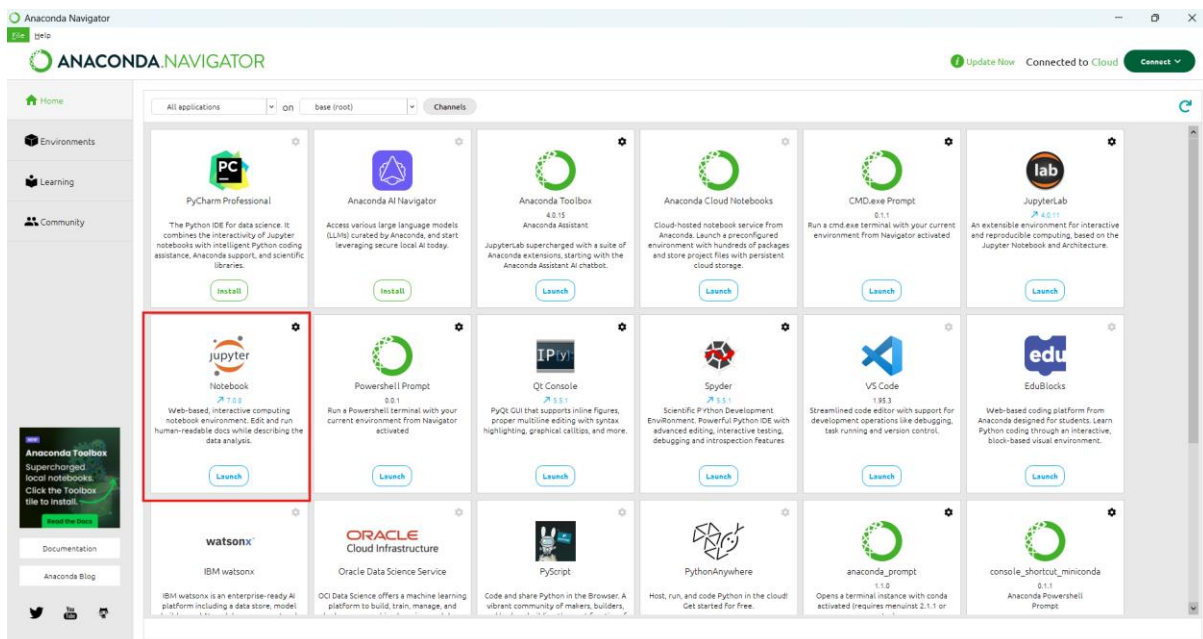 Anaconda Navigator
File Help
ANACONDA.NAVIGATOR
Update Now Connected to Cloud Connect
Home
Environments
Learning
Community
All applications on base (root) Channels
PC
PyCharm Professional
The Python IDE for data science. It
combines the interactivity of Jupyter
notebooks with intelligent Python coding
assistance, Anaconda support, and scientific
libraries.
Install
Anaconda AI Navigator
Access various large language models
(LLMs) curated by Anaconda, and start
leveraging secure local AI today.
Install
Anaconda Toolbox
4.0.15
Anaconda Assistant
JupyterLab supercharged with a suite of
Anaconda extensions, starting with the
Anaconda Assistant AI chatbot.
Launch
Anaconda Cloud Notebooks
Cloud-hosted notebook service from
Anaconda. Launch a preconfigured
environment with hundreds of packages
and store project files with persistent
cloud storage.
Launch
CMD.exe Prompt
0.1.1
Run a cmd.exe terminal with your current
environment from Navigator activated
Launch
lab
JupyterLab
4.0.11
An extensible environment for interactive
and reproducible computing, based on the
Jupyter Notebook and Architecture.
Launch
jupyter
Notebook
7.0.8
Web-based, interactive computing
notebook environment. Edit and run
human-readable docs while describing the
data analysis.
Launch
Powershell Prompt
0.0.1
Run a Powershell terminal with your
current environment from Navigator
activated
Launch
IP[y]:
Qt Console
5.5.1
PyQt GUI that supports inline figures,
proper multiline editing with syntax
highlighting, graphical calltips, and more.
Launch
Spyder
5.5.1
Scientific PYthon Development
EnviRonment. Powerful Python IDE with
advanced editing, interactive testing,
debugging and introspection features
Launch
VS Code
1.95.3
Streamlined code editor with support for
development operations like debugging,
task running and version control.
Launch
edu
EduBlocks
Web-based coding platform from
Anaconda designed for students. Learn
Python coding through an interactive,
block-based visual environment.
Launch
watsonx
IBM watsonx
IBM watsonx is an enterprise-ready AI
platform including a data store, model
ORACLE
Cloud Infrastructure
Oracle Data Science Service
OCI Data Science offers a machine learning
platform to build, train, manage, and
PyScript
Code and share Python in the Browser. A
vibrant community of makers, builders,
PythonAnywhere
Host, run, and code Python in the cloud!
Get started for free.
anaconda_prompt
1.1.0
Opens a terminal instance with conda
activated (requires menuinst 2.1.1 or
console_shortcut_miniconda
0.1.1
Anaconda Powershell
Prompt
NEW
Anaconda Toolbox
Supercharged
local notebooks.
Click the Toolbox
tile to install.
Read the Docs
Documentation
Anaconda Blog
You
Tube